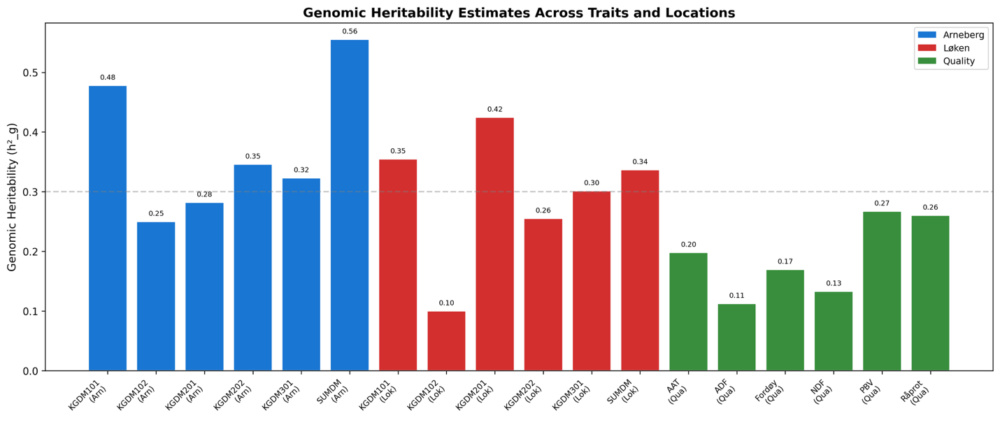 Genomic Heritability Estimates Across Traits and Locations
Genomic Heritability (h²_g)
0.5
0.4
0.3
0.2
0.1
0.0
0.48
0.25
0.28
0.35
0.32
0.56
0.35
0.10
0.42
0.26
0.30
0.34
0.20
0.11
0.17
0.13
0.27
0.26
Arneberg
Løken
Quality
KGDM101
(Arn)
KGDM102
(Arn)
KGDM201
(Arn)
KGDM202
(Arn)
KGDM301
(Arn)
SUMDM
(Arn)
KGDM101
(Lok)
KGDM102
(Lok)
KGDM201
(Lok)
KGDM202
(Lok)
KGDM301
(Lok)
SUMDM
(Lok)
AAT
(Qua)
ADF
(Qua)
Fordøy
(Qua)
NDF
(Qua)
PBV
(Qua)
Råprot
(Qua)